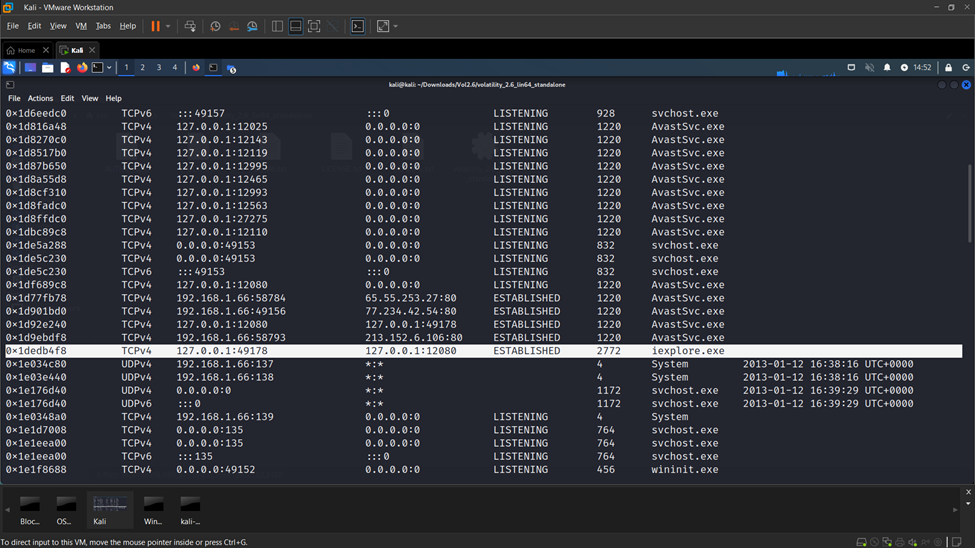 Kali - VMware Workstation
File Edit View VM Tabs Help
Home Kali
1 2 3 4 14:52
kali@kali: ~/Downloads/Vol2.6/volatility_2.6_lin64_standalone
File Actions Edit View Help
0×1d6eedc0 TCPv6 :::49157 :::0 LISTENING 928 svchost.exe
0×1d816a48 TCPv4 127.0.0.1:12025 0.0.0.0:0 LISTENING 1220 AvastSvc.exe
0×1d8270c0 TCPv4 127.0.0.1:12143 0.0.0.0:0 LISTENING 1220 AvastSvc.exe
0×1d8517b0 TCPv4 127.0.0.1:12119 0.0.0.0:0 LISTENING 1220 AvastSvc.exe
0×1d87b650 TCPv4 127.0.0.1:12995 0.0.0.0:0 LISTENING 1220 AvastSvc.exe
0×1d8a55d8 TCPv4 127.0.0.1:12465 0.0.0.0:0 LISTENING 1220 AvastSvc.exe
0×1d8cf310 TCPv4 127.0.0.1:12993 0.0.0.0:0 LISTENING 1220 AvastSvc.exe
0×1d8fadc0 TCPv4 127.0.0.1:12563 0.0.0.0:0 LISTENING 1220 AvastSvc.exe
0×1d8ffdc0 TCPv4 127.0.0.1:27275 0.0.0.0:0 LISTENING 1220 AvastSvc.exe
0×1dbc89c8 TCPv4 127.0.0.1:12110 0.0.0.0:0 LISTENING 1220 AvastSvc.exe
0×1de5a288 TCPv4 0.0.0.0:49153 0.0.0.0:0 LISTENING 832 svchost.exe
0×1de5c230 TCPv4 0.0.0.0:49153 0.0.0.0:0 LISTENING 832 svchost.exe
0×1de5c230 TCPv6 :::49153 :::0 LISTENING 832 svchost.exe
0×1df689c8 TCPv4 127.0.0.1:12080 0.0.0.0:0 LISTENING 1220 AvastSvc.exe
0×1d77fb78 TCPv4 192.168.1.66:58784 65.55.253.27:80 ESTABLISHED 1220 AvastSvc.exe
0×1d901bd0 TCPv4 192.168.1.66:49156 77.234.42.54:80 ESTABLISHED 1220 AvastSvc.exe
0×1d92e240 TCPv4 127.0.0.1:12080 127.0.0.1:49178 ESTABLISHED 1220 AvastSvc.exe
0×1d9ebdf8 TCPv4 192.168.1.66:58793 213.152.6.106:80 ESTABLISHED 1220 AvastSvc.exe
0×1dedb4f8 TCPv4 127.0.0.1:49178 127.0.0.1:12080 ESTABLISHED 2772 iexplore.exe
0×1e034c80 UDPv4 192.168.1.66:137 *:* 4 System 2013-01-12 16:38:16 UTC+0000
0×1e03e440 UDPv4 192.168.1.66:138 *:* 4 System 2013-01-12 16:38:16 UTC+0000
0×1e176d40 UDPv4 0.0.0.0:0 *:* 1172 svchost.exe 2013-01-12 16:39:29 UTC+0000
0×1e176d40 UDPv6 :::0 *:* 1172 svchost.exe 2013-01-12 16:39:29 UTC+0000
0×1e0348a0 TCPv4 192.168.1.66:139 0.0.0.0:0 LISTENING 4 System
0×1e1d7008 TCPv4 0.0.0.0:135 0.0.0.0:0 LISTENING 764 svchost.exe
0×1e1eea00 TCPv4 0.0.0.0:135 0.0.0.0:0 LISTENING 764 svchost.exe
0×1e1eea00 TCPv6 :::135 :::0 LISTENING 764 svchost.exe
0×1e1f8688 TCPv4 0.0.0.0:49152 0.0.0.0:0 LISTENING 456 wininit.exe
Bloc... OS... Kali Win... kali-...
To direct input to this VM, move the mouse pointer inside or press Ctrl+G.